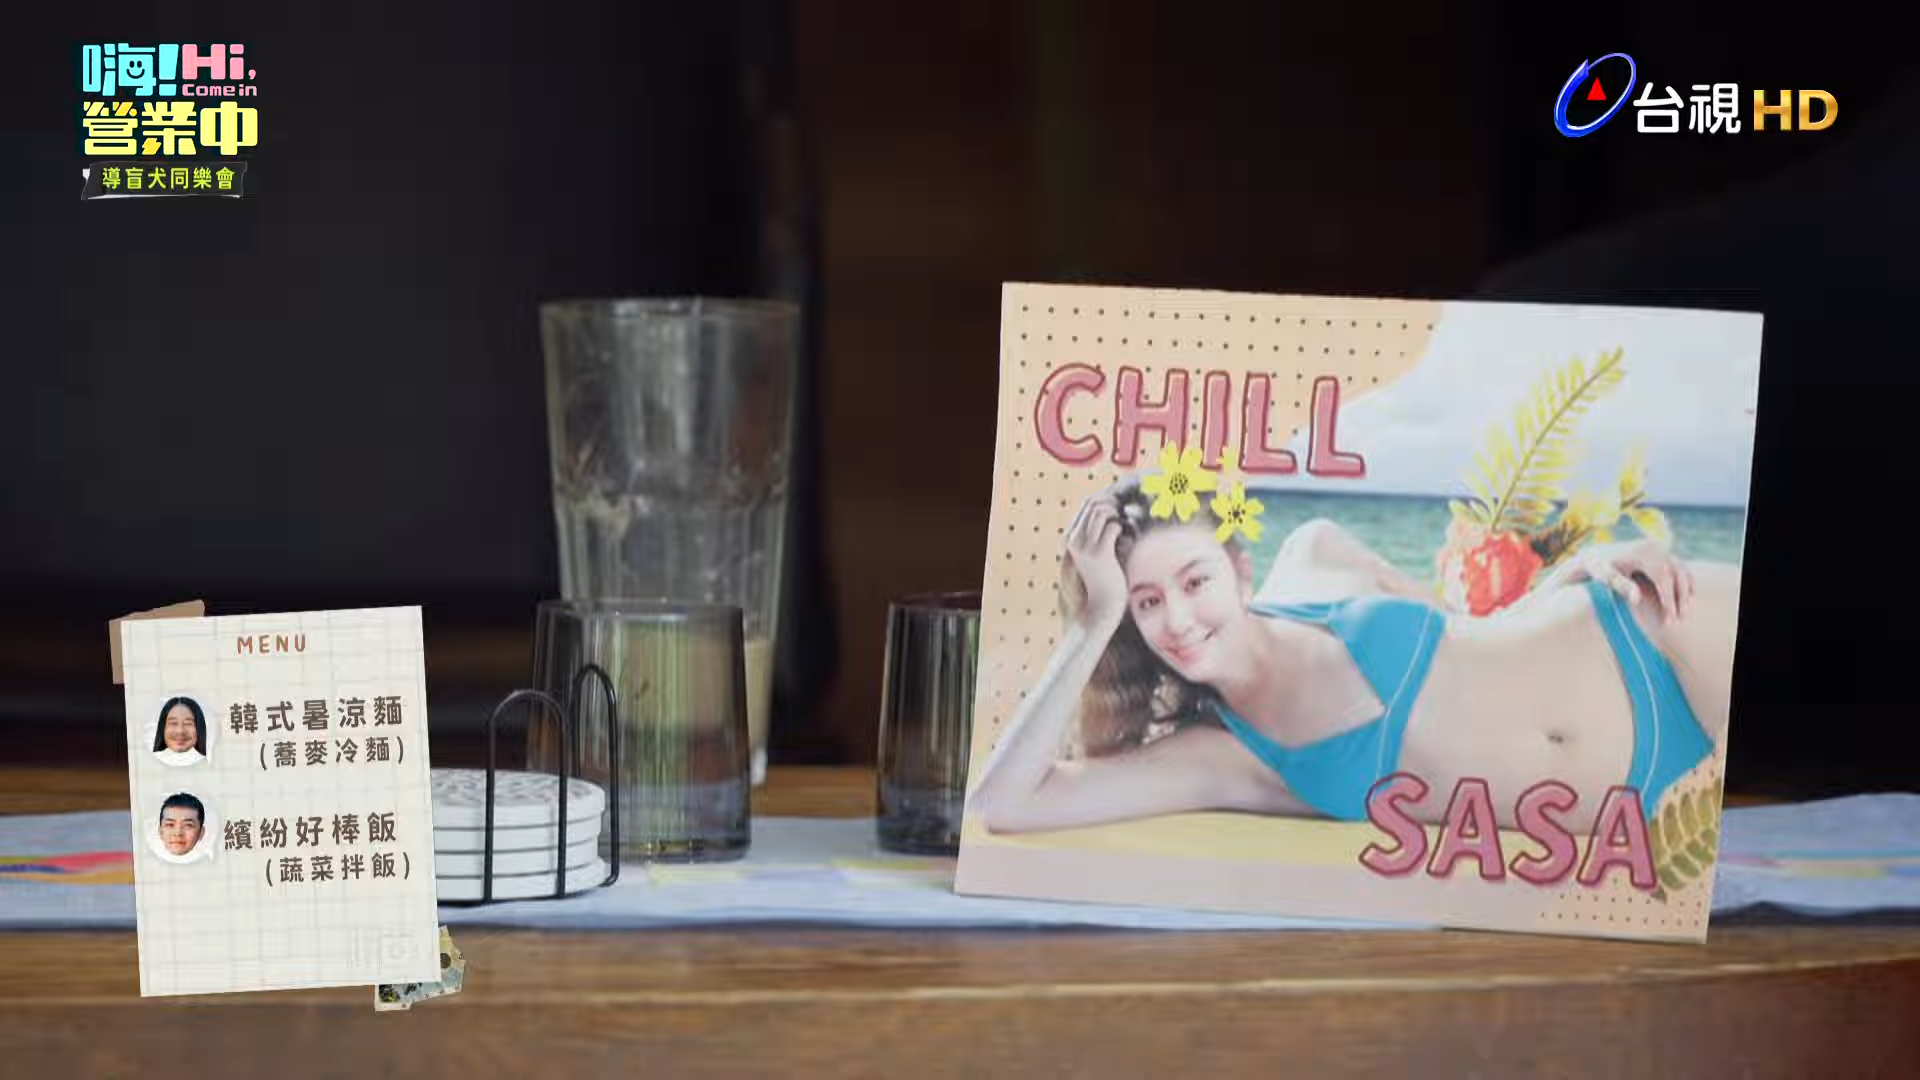 嗨!Hi,
Come in
營業中
導盲犬同樂會
台視HD
CHILL
SASA
MENU
韓式暑涼麵
(蕎麥冷麵)
繽紛好棒飯
(蔬菜拌飯)